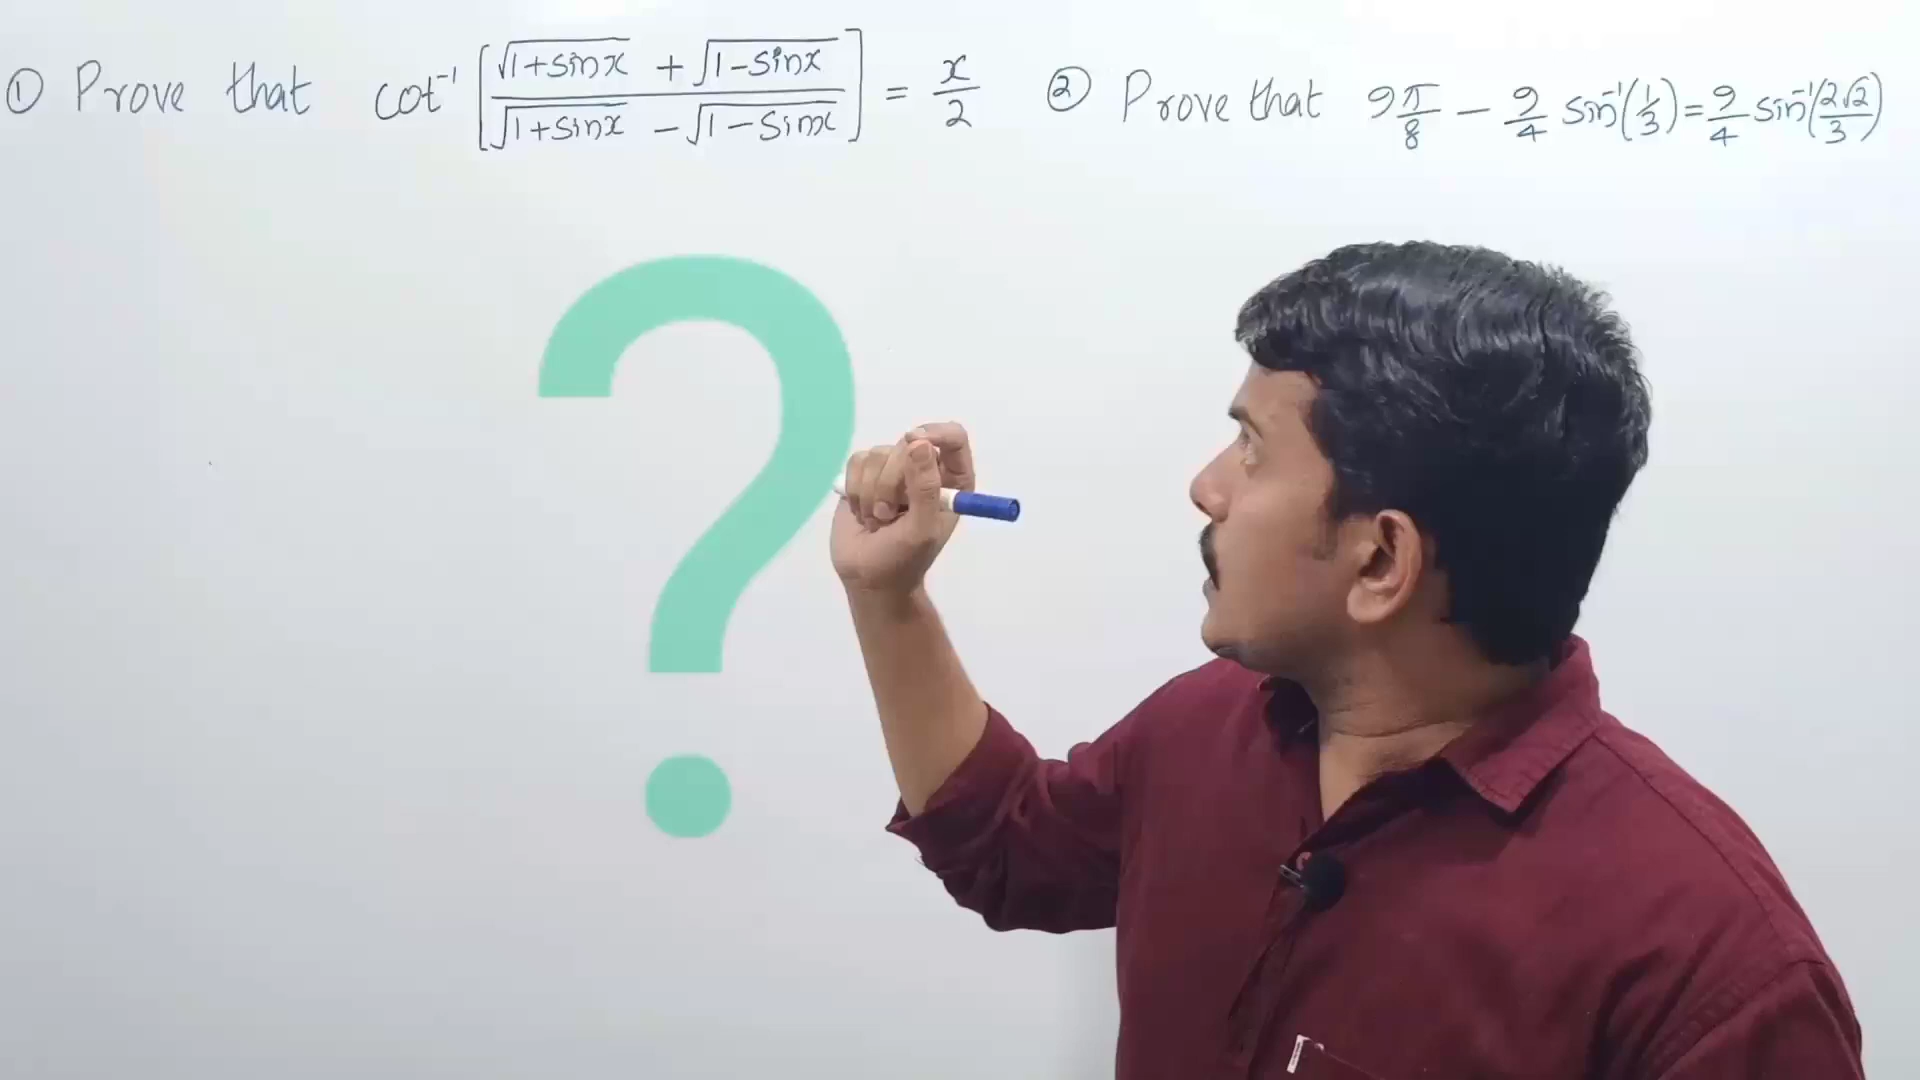 ① Prove that cot⁻¹ [(√1+sinx + √1-sinx)/(√1+sinx - √1-sinx)] = x/2
② Prove that 9π/8 - 9/4 sin⁻¹(1/3) = 9/4 sin⁻¹(2√2/3)
?